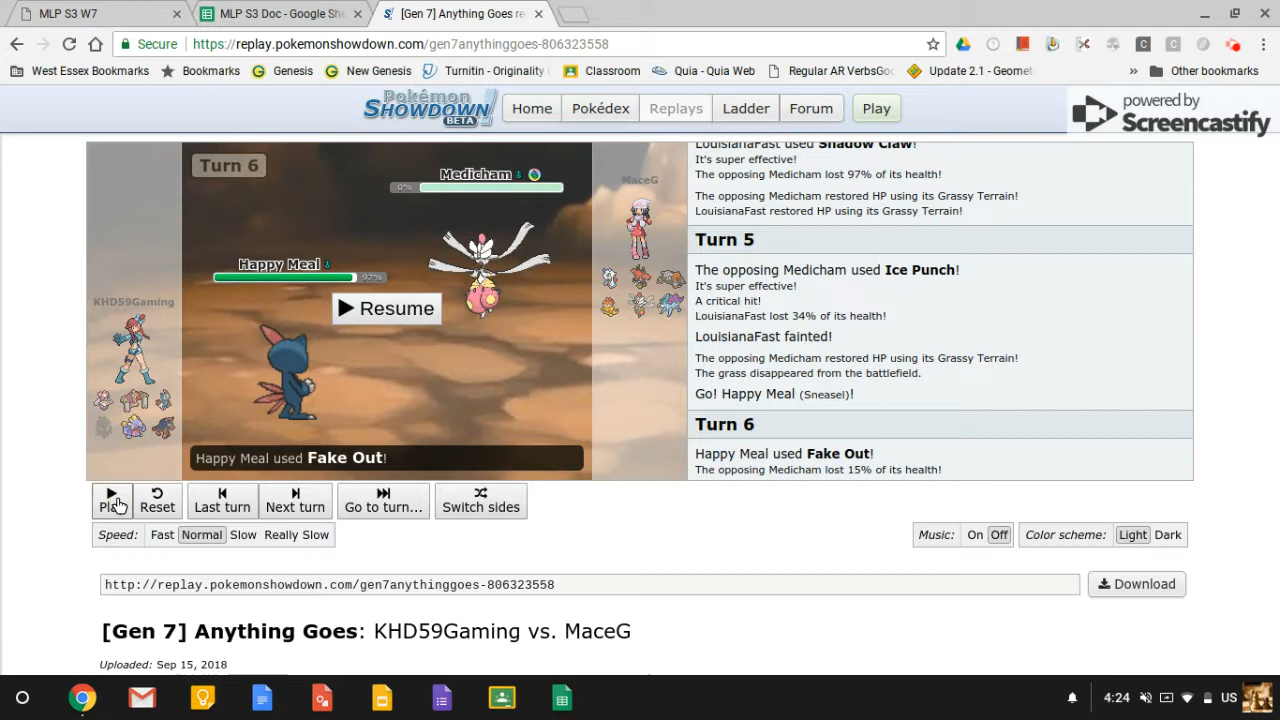 MLP S3 W7
MLP S3 Doc - Google She
[Gen 7] Anything Goes re
Secure
https://replay.pokemonshowdown.com/gen7anythinggoes-806323558
West Essex Bookmarks
Bookmarks
Genesis
New Genesis
Turnitin - Originality
Classroom
Quia - Quia Web
Regular AR VerbsGoo
Update 2.1 - Geomet
»
Other bookmarks
Pokémon
SHOWDOWN
BETA
Home
Pokédex
Replays
Ladder
Forum
Play
powered by
Screencastify
Turn 6
Medicham
0%
Happy Meal
97%
KHD59Gaming
MaceG
Resume
Happy Meal used Fake Out!
LouisianaFast used Shadow Claw!
It's super effective!
The opposing Medicham lost 97% of its health!
The opposing Medicham restored HP using its Grassy Terrain!
LouisianaFast restored HP using its Grassy Terrain!
Turn 5
The opposing Medicham used Ice Punch!
It's super effective!
A critical hit!
LouisianaFast lost 34% of its health!
LouisianaFast fainted!
The opposing Medicham restored HP using its Grassy Terrain!
The grass disappeared from the battlefield.
Go! Happy Meal (Sneasel)!
Turn 6
Happy Meal used Fake Out!
The opposing Medicham lost 15% of its health!
Play
Reset
Last turn
Next turn
Go to turn...
Switch sides
Speed: Fast Normal Slow Really Slow
Music: On Off
Color scheme: Light Dark
http://replay.pokemonshowdown.com/gen7anythinggoes-806323558
Download
[Gen 7] Anything Goes: KHD59Gaming vs. MaceG
Uploaded: Sep 15, 2018
4:24
US